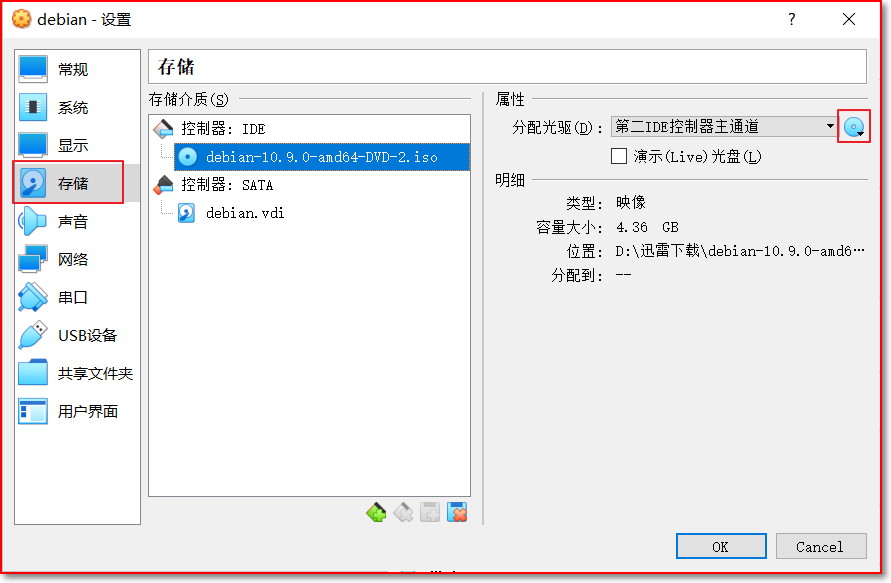 debian - 设置
?
常规
系统
显示
存储
声音
网络
串口
USB设备
共享文件夹
用户界面
存储
存储介质(S)
控制器: IDE
debian-10.9.0-amd64-DVD-2.iso
控制器: SATA
debian.vdi
属性
分配光驱(D): 第二IDE控制器主通道
演示(Live)光盘(L)
明细
类型: 映像
容量大小: 4.36 GB
位置: D:\迅雷下载\debian-10.9.0-amd6···
分配到: --
OK
Cancel